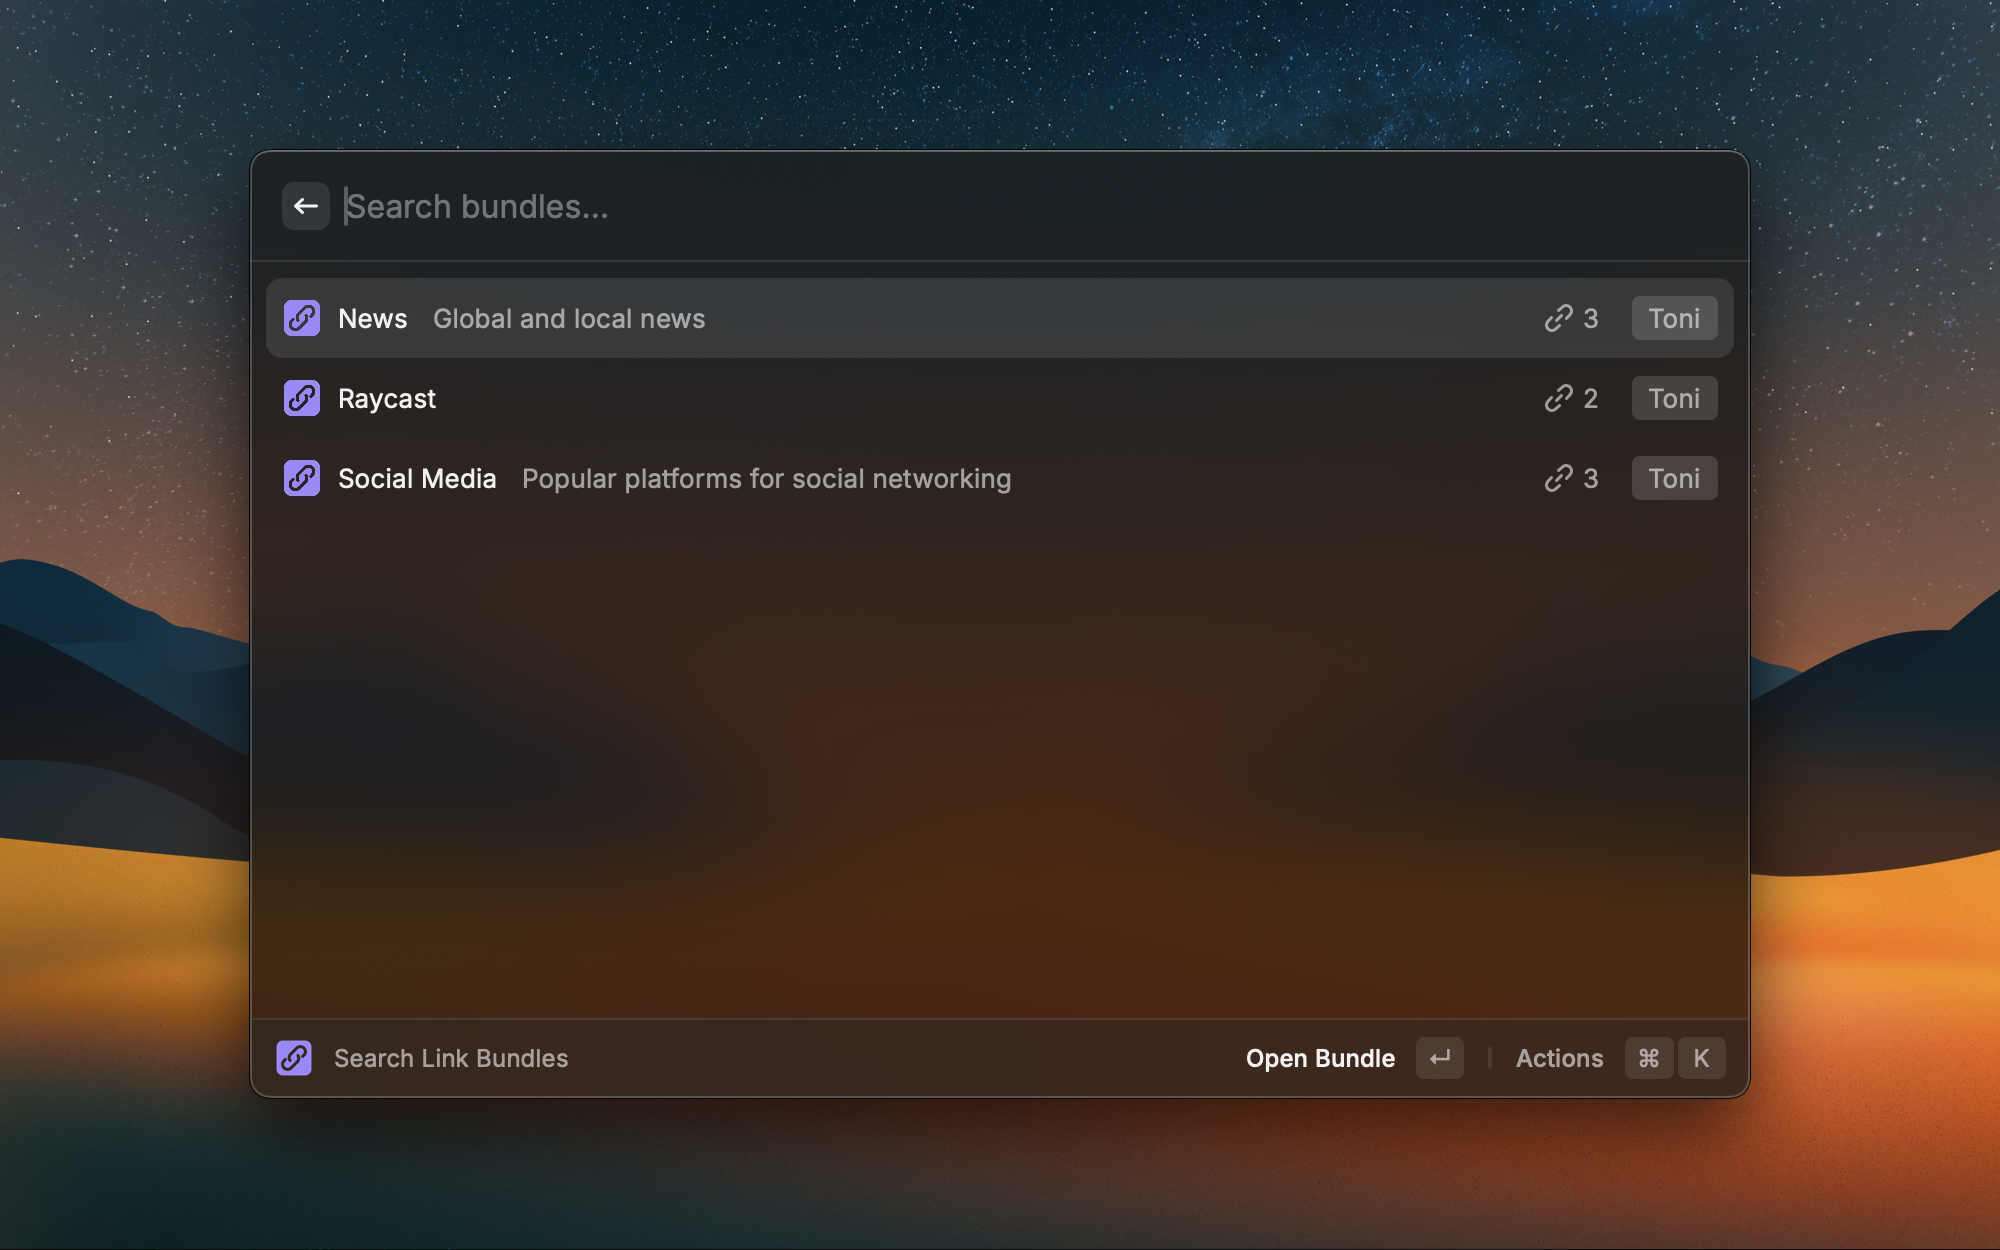 Search bundles...
News Global and local news 3 Toni
Raycast 2 Toni
Social Media Popular platforms for social networking 3 Toni
Search Link Bundles Open Bundle ↵ Actions ⌘ K